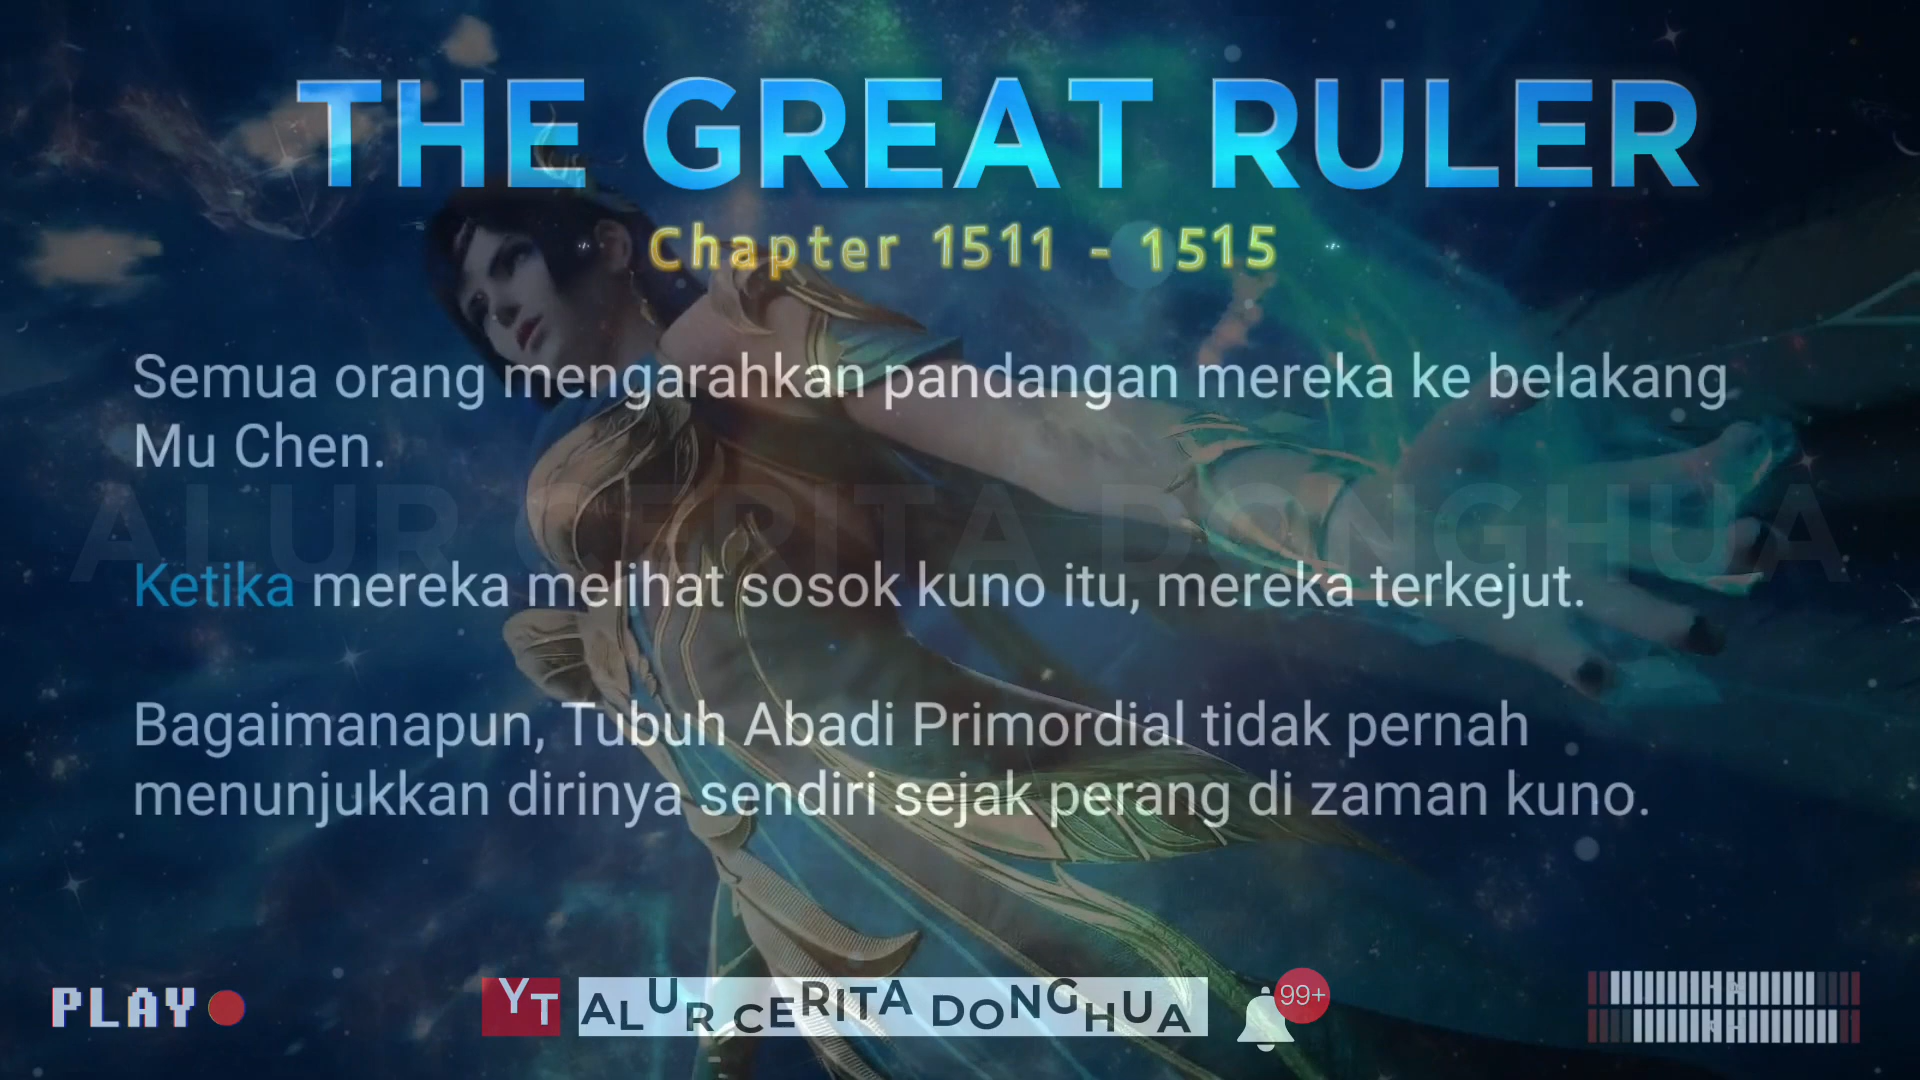 THE GREAT RULER
Chapter 1511 - 1515
Semua orang mengarahkan pandangan mereka ke belakang
Mu Chen.
ALUR CERITA DONGHUA
Ketika mereka melihat sosok kuno itu, mereka terkejut.
Bagaimanapun, Tubuh Abadi Primordial tidak pernah
menunjukkan dirinya sendiri sejak perang di zaman kuno.
PLAY
YT ALUR CERITA DONGHUA 99+